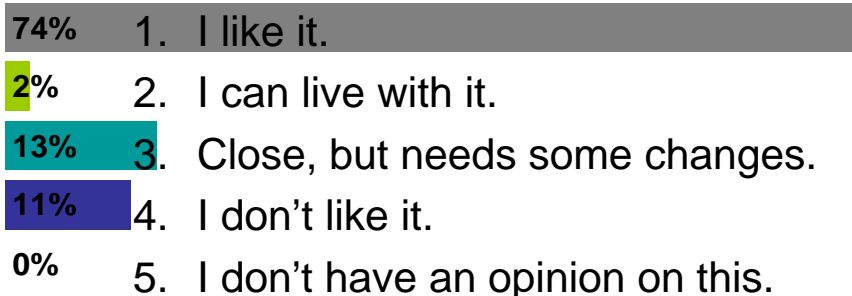 74% 1. I like it.
2% 2. I can live with it.
13% 3. Close, but needs some changes.
11% 4. I don’t like it.
0% 5. I don’t have an opinion on this.